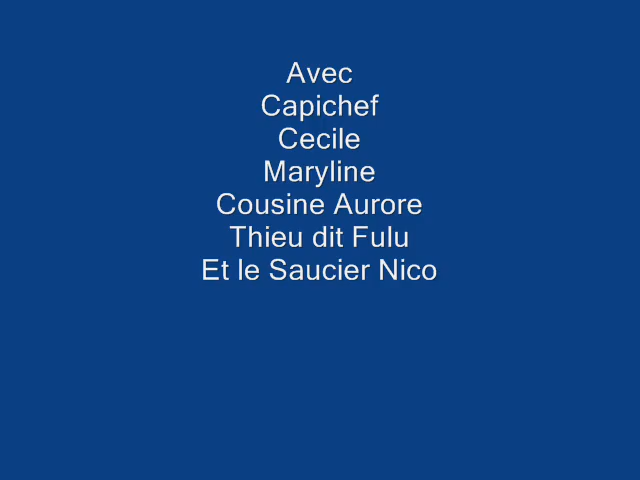 Avec
Capichef
Cecile
Maryline
Cousine Aurore
Thieu dit Fulu
Et le Saucier Nico